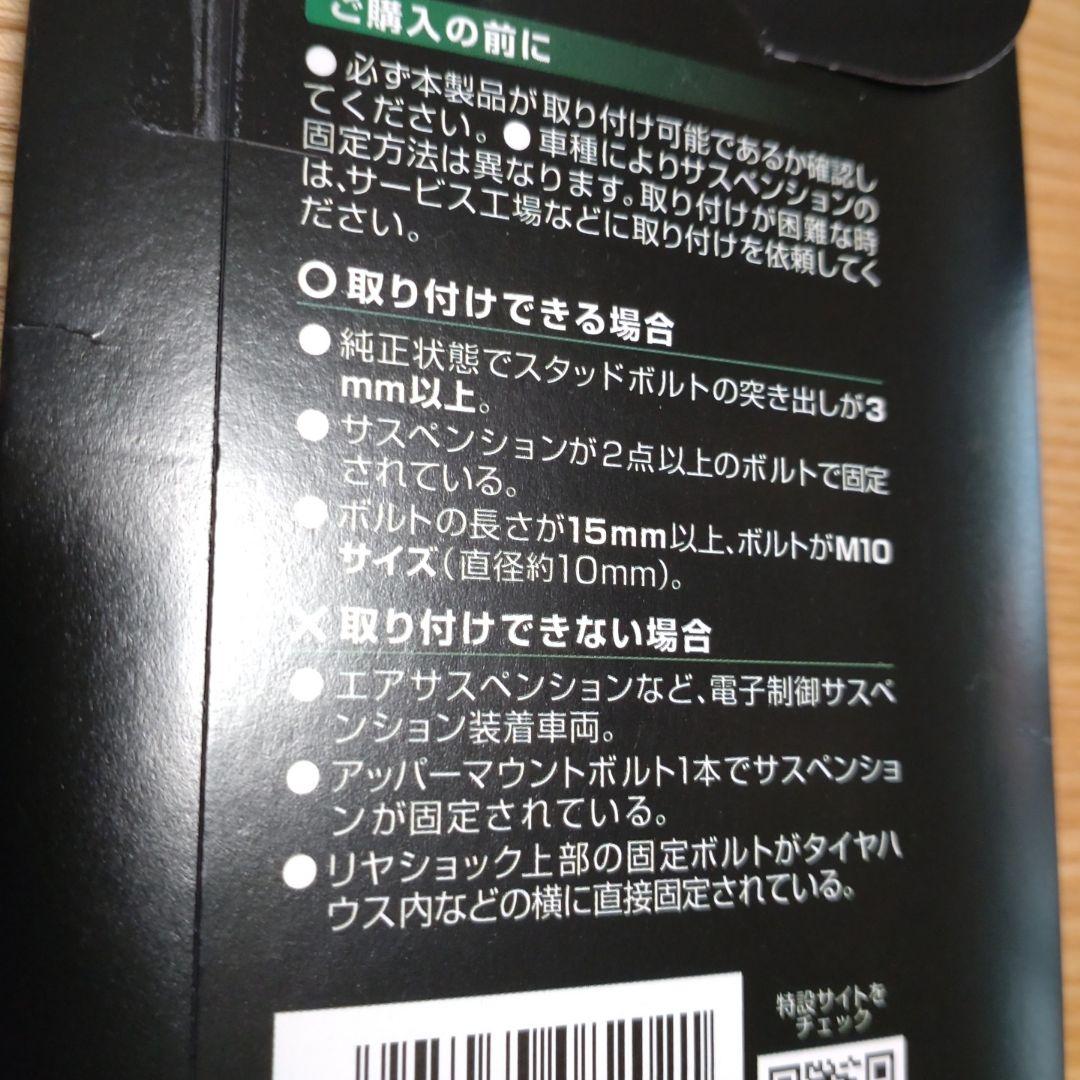 ご購入の前に
●必ず本製品が取り付け可能であるか確認し
てください。●車種によりサスペンションの
固定方法は異なります。取り付けが困難な時
は、サービス工場などに取り付けを依頼してく
ださい。
○取り付けできる場合
●純正状態でスタッドボルトの突き出しが3
mm以上。
●サスペンションが2点以上のボルトで固定
されている。
●ボルトの長さが15mm以上、ボルトがM10
サイズ(直径約10mm)。
×取り付けできない場合
●エアサスペンションなど、電子制御サスペ
ンション装着車両。
●アッパーマウントボルト1本でサスペンショ
ンが固定されている。
●リヤショック上部の固定ボルトがタイヤハ
ウス内などの横に直接固定されている。
特設サイトを
チェック